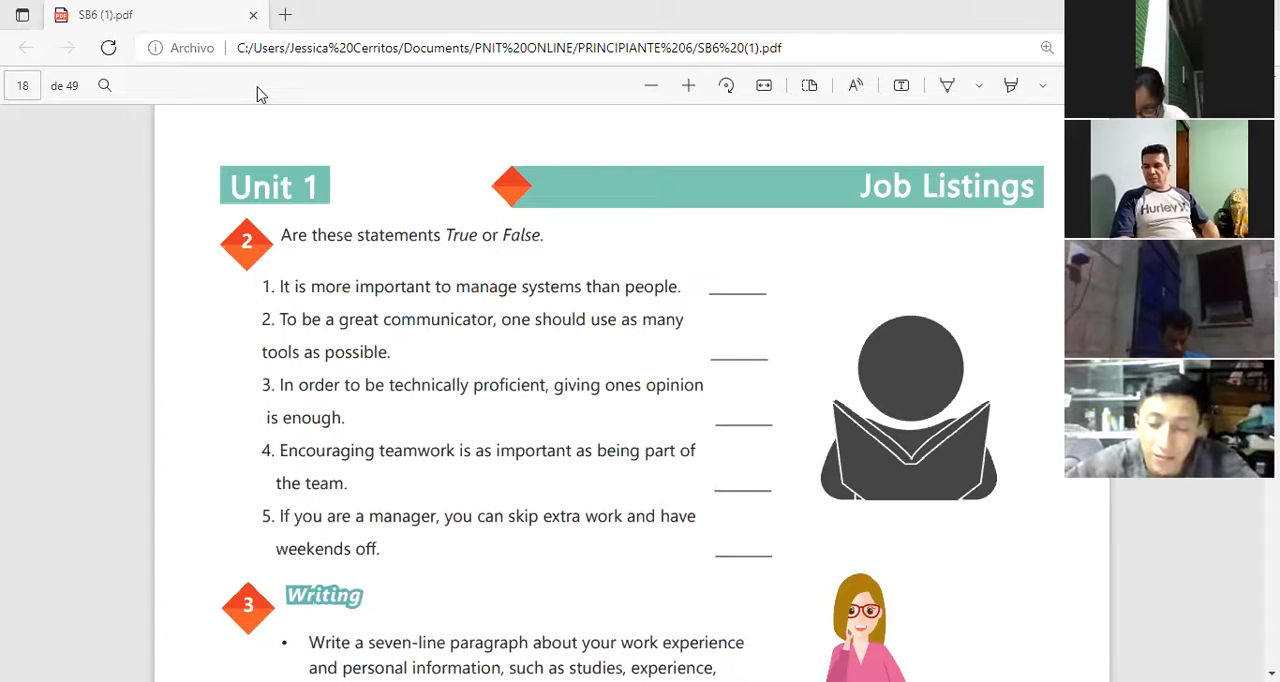 SB6 (1).pdf
Archivo
C:/Users/Jessica%20Cerritos/Documents/PNIT%20ONLINE/PRINCIPIANTE%206/SB6%20(1).pdf
18 de 49
Unit 1
Job Listings
2
Are these statements True or False.
1. It is more important to manage systems than people. ______
2. To be a great communicator, one should use as many
tools as possible. ______
3. In order to be technically proficient, giving ones opinion
is enough. ______
4. Encouraging teamwork is as important as being part of
the team. ______
5. If you are a manager, you can skip extra work and have
weekends off. ______
3
Writing
• Write a seven-line paragraph about your work experience
and personal information, such as studies, experience,
Hurley